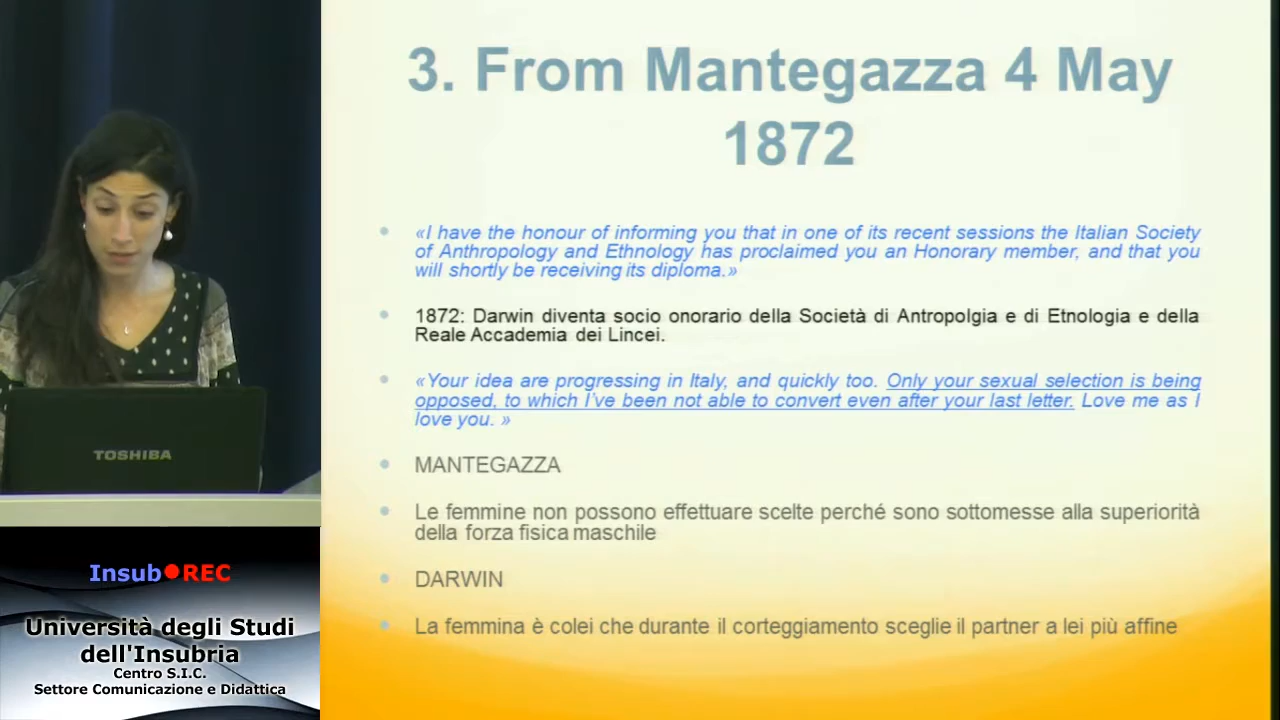 3. From Mantegazza 4 May
1872
«I have the honour of informing you that in one of its recent sessions the Italian Society
of Anthropology and Ethnology has proclaimed you an Honorary member, and that you
will shortly be receiving its diploma.»
1872: Darwin diventa socio onorario della Società di Antropolgia e di Etnologia e della
Reale Accademia dei Lincei.
«Your idea are progressing in Italy, and quickly too. Only your sexual selection is being
opposed, to which I've been not able to convert even after your last letter. Love me as I
love you. »
MANTEGAZZA
Le femmine non possono effettuare scelte perché sono sottomesse alla superiorità
della forza fisica maschile
DARWIN
La femmina è colei che durante il corteggiamento sceglie il partner a lei più affine
TOSHIBA
Insub●REC
Università degli Studi
dell'Insubria
Centro S.I.C.
Settore Comunicazione e Didattica